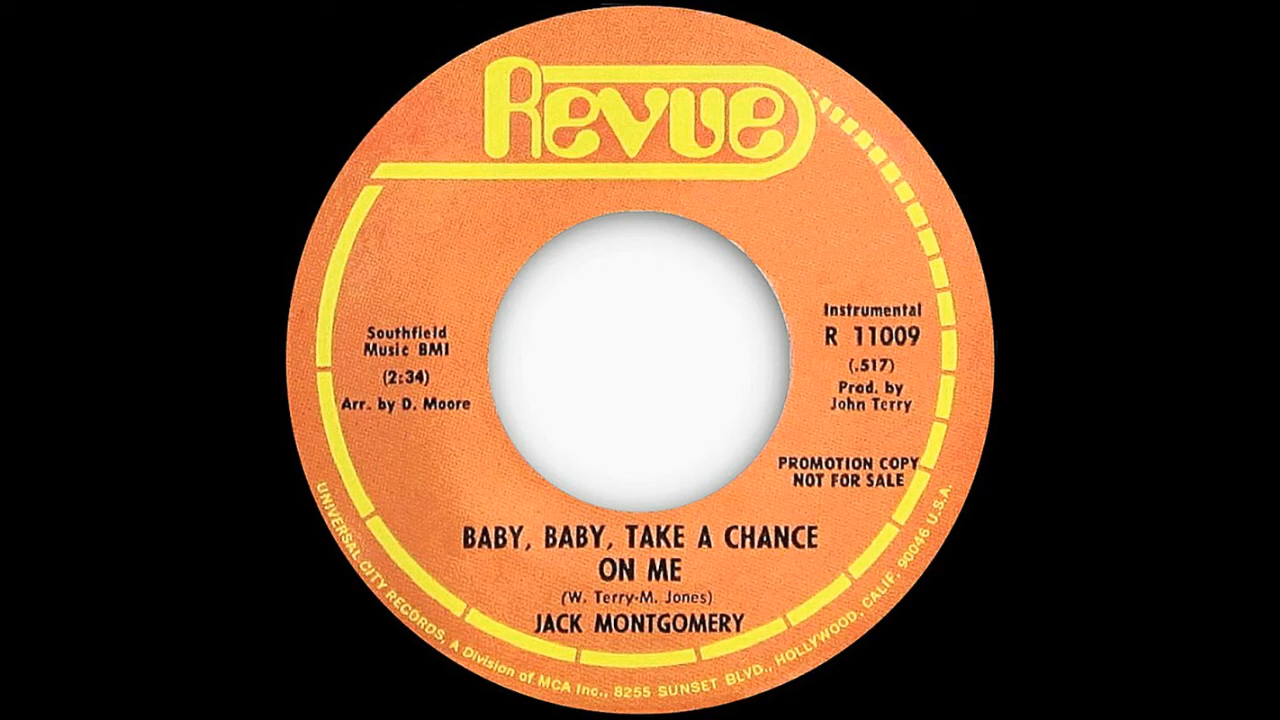 Revue
Southfield
Music BMI
(2:34)
Arr. by D. Moore
Instrumental
R 11009
(.517)
Prod. by
John Terry
PROMOTION COPY
NOT FOR SALE
BABY, BABY, TAKE A CHANCE
ON ME
(W. Terry-M. Jones)
JACK MONTGOMERY
UNIVERSAL CITY RECORDS, A Division of MCA Inc., 8255 SUNSET BLVD., HOLLYWOOD, CALIF. 90046 U.S.A.